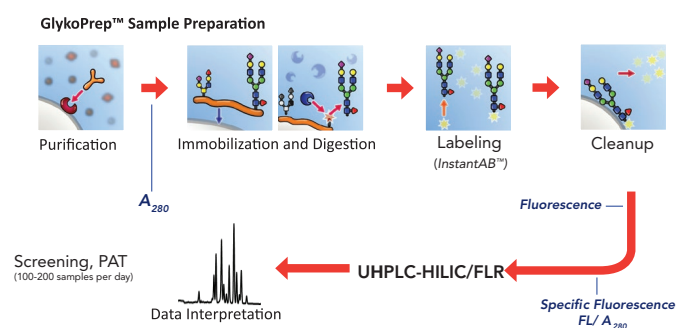 GlykoPrep™ Sample Preparation
Purification
Immobilization and Digestion
Labeling
(InstantAB™)
Cleanup
A280
Fluorescence
Screening, PAT
(100-200 samples per day)
UHPLC-HILIC/FLR
Data Interpretation
Specific Fluorescence
FL/ A280